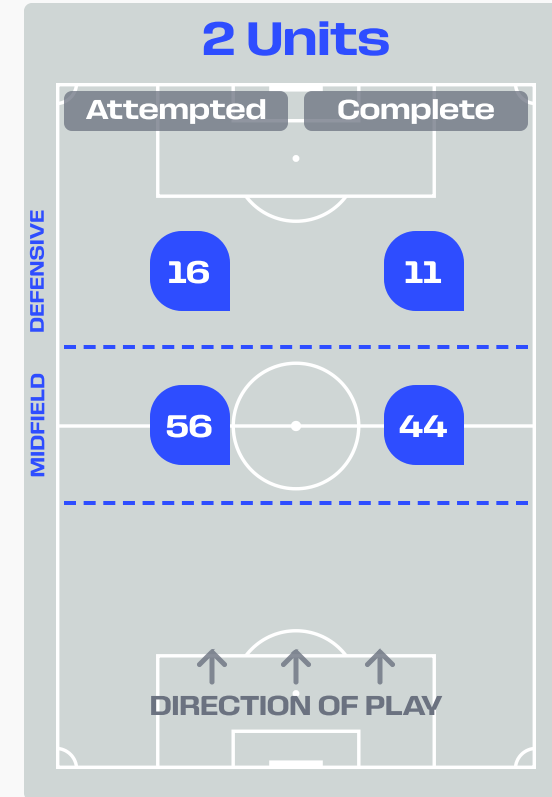 2 Units
Attempted Complete
DEFENSIVE
16 11
MIDFIELD
56 44
DIRECTION OF PLAY